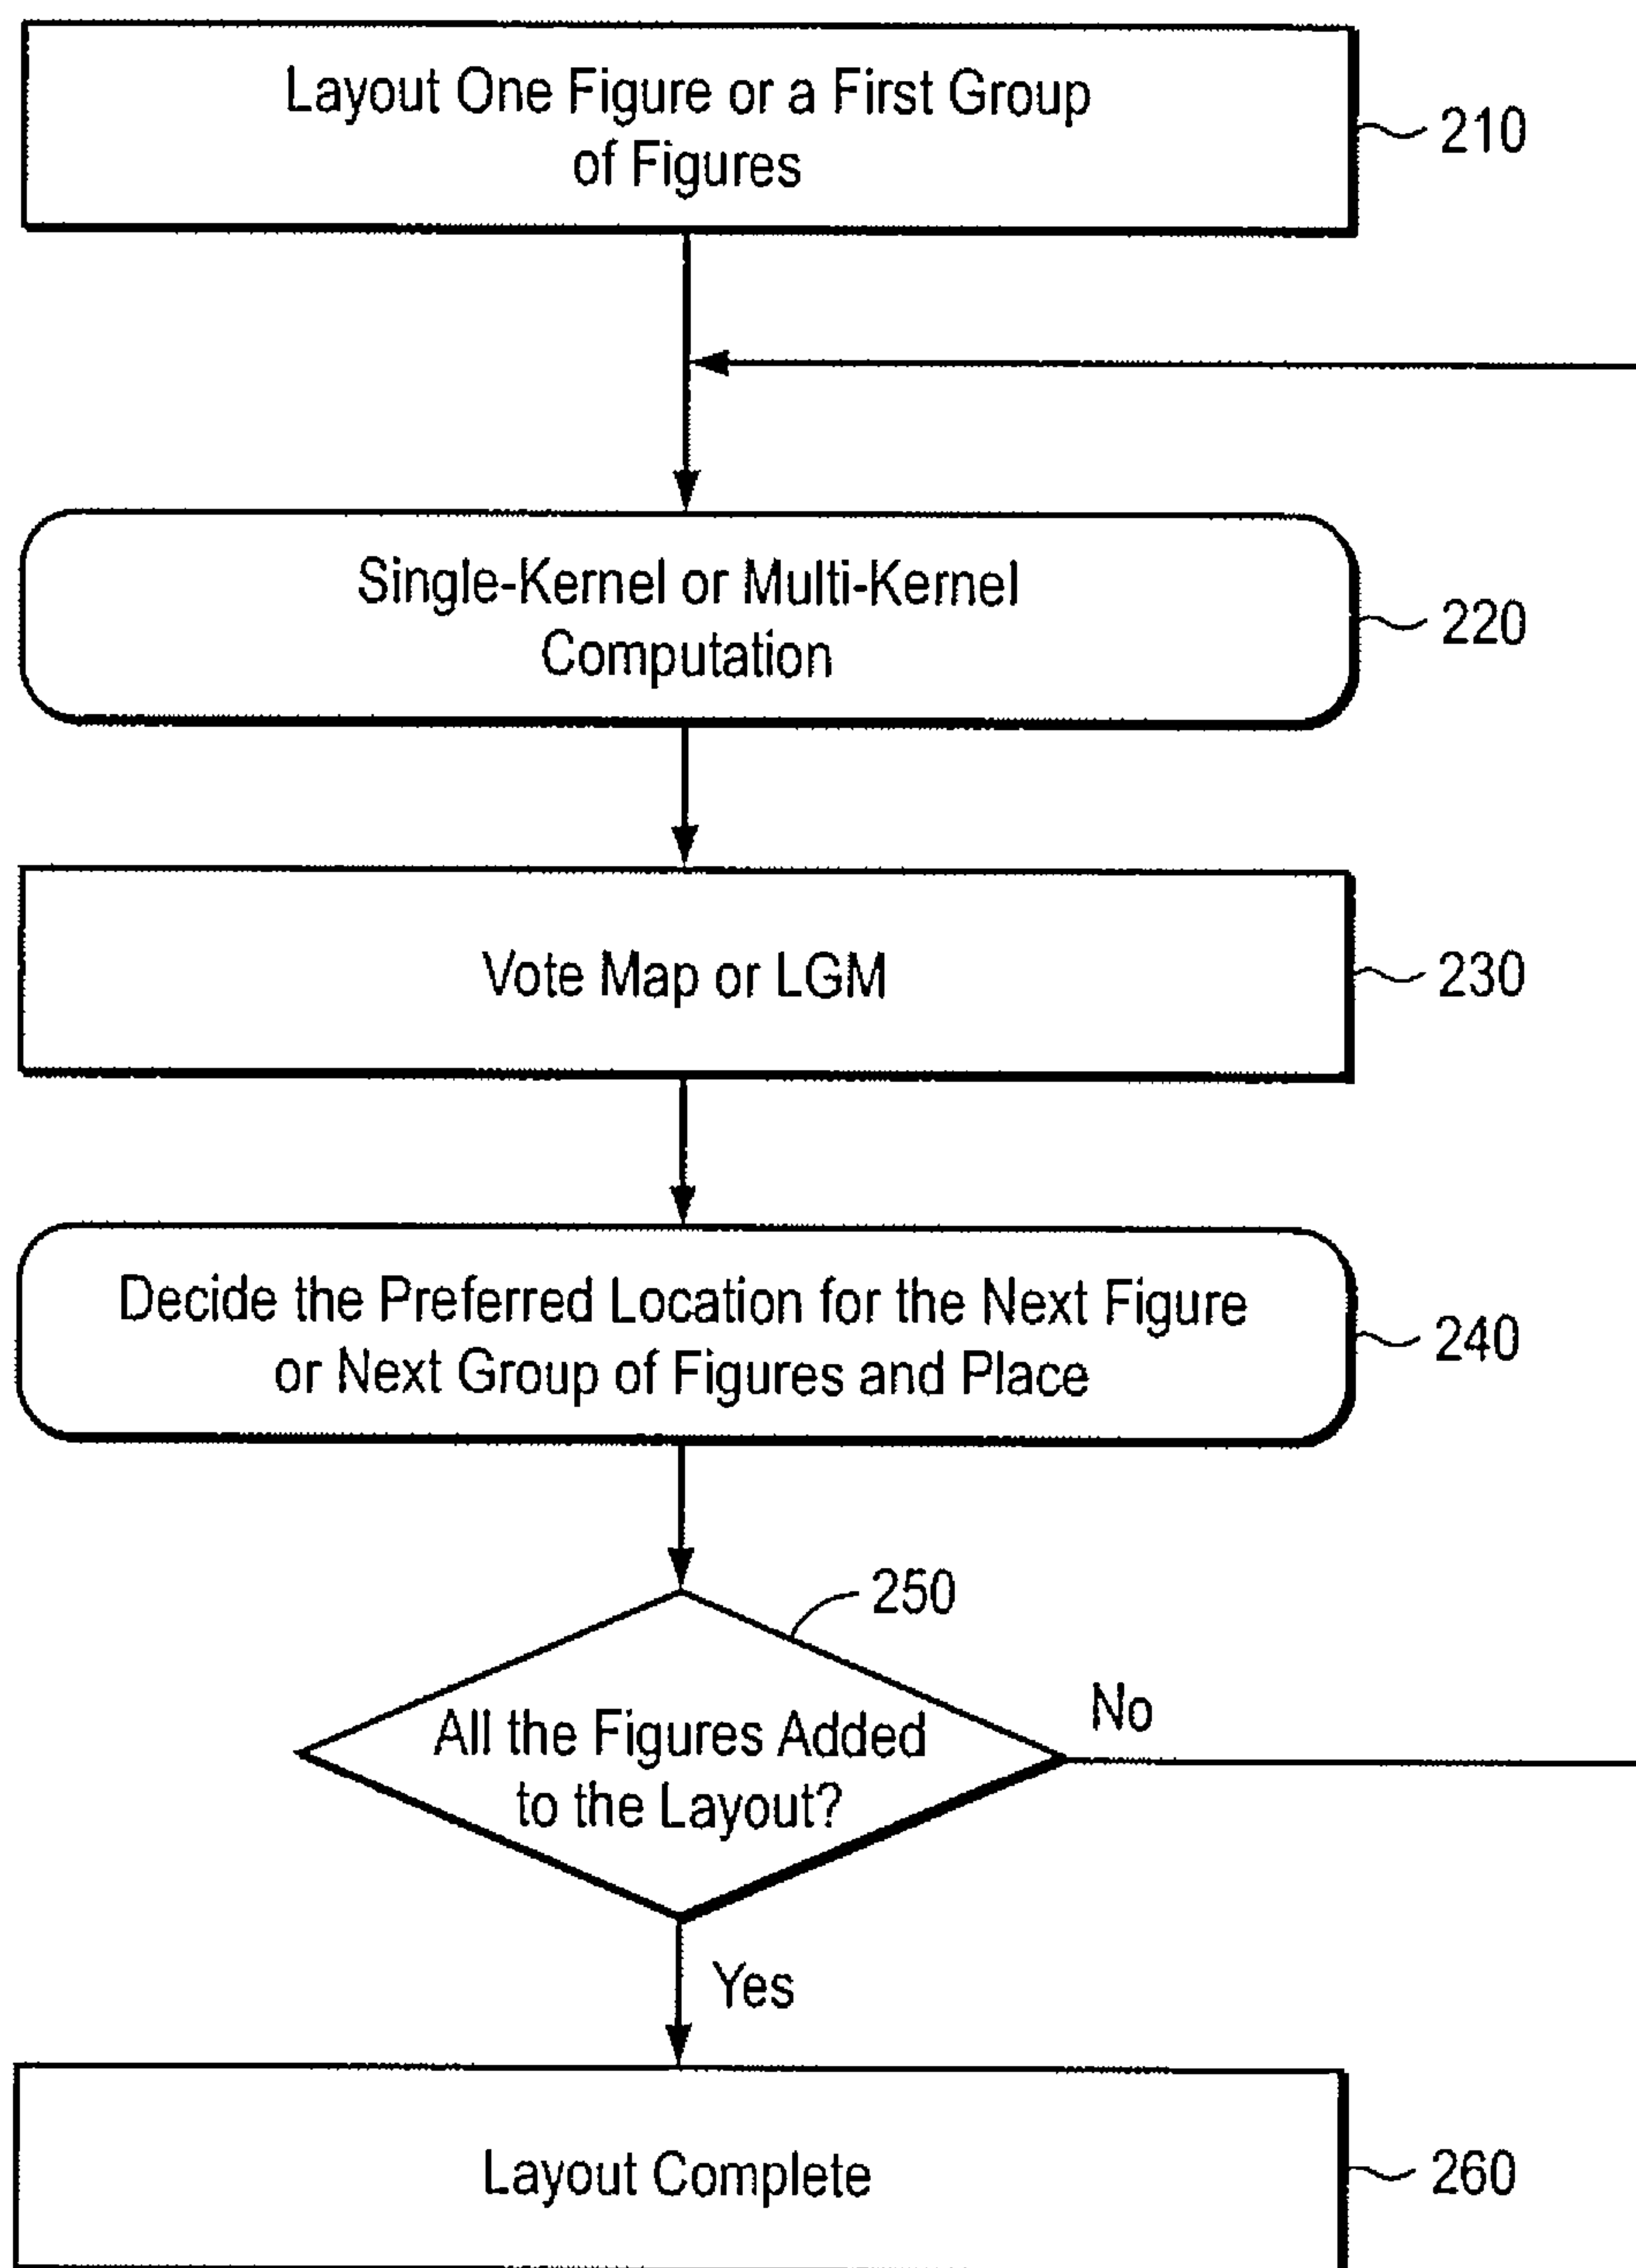 Layout One Figure or a First Group
of Figures
210
Single-Kernel or Multi-Kernel
Computation
220
Vote Map or LGM
230
Decide the Preferred Location for the Next Figure
or Next Group of Figures and Place
240
250
All the Figures Added
to the Layout?
No
Yes
Layout Complete
260